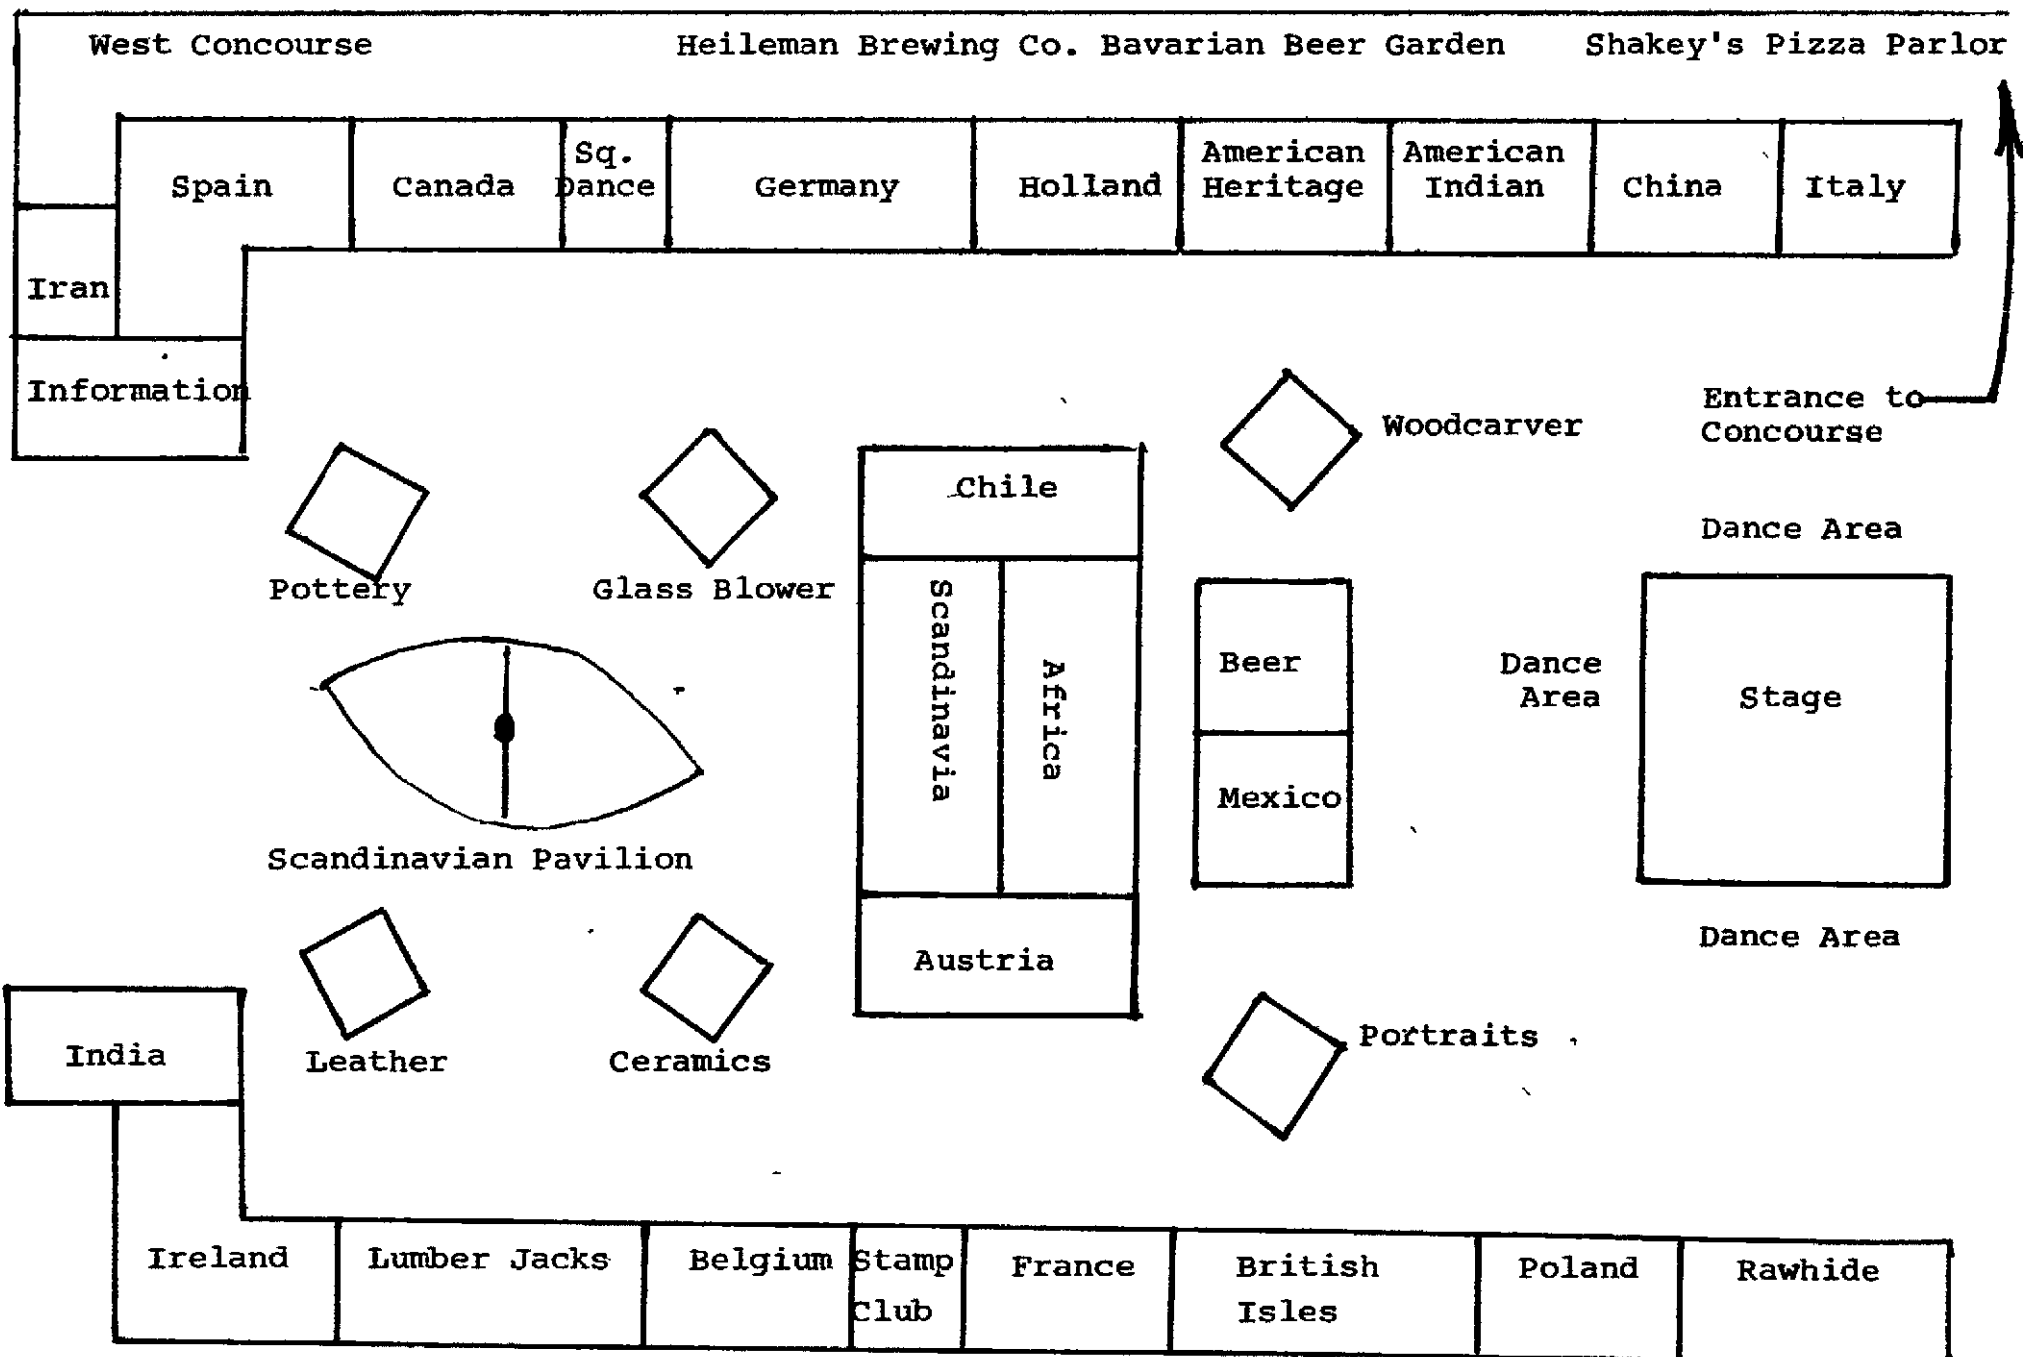 West Concourse
Heileman Brewing Co. Bavarian Beer Garden
Shakey's Pizza Parlor
Spain
Canada
Sq.
Dance
Germany
Holland
American
Heritage
American
Indian
China
Italy
Iran
Information
Entrance to
Concourse
Woodcarver
Chile
Dance Area
Pottery
Glass Blower
Scandinavia
Africa
Beer
Mexico
Dance
Area
Stage
Scandinavian Pavilion
Austria
Dance Area
India
Leather
Ceramics
Portraits
Ireland
Lumber Jacks
Belgium
Stamp
Club
France
British
Isles
Poland
Rawhide